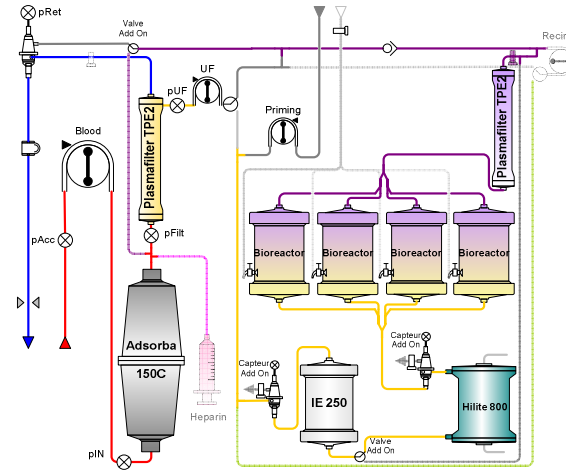 pRet
Valve
Add On
UF
pUF
Priming
Recir
Blood
Plasmafilter TPE2
Plasmafilter TPE2
pAcc
pFilt
Bioreactor
Bioreactor
Bioreactor
Bioreactor
Adsorba
150C
Heparin
Capteur
Add On
Capteur
Add On
IE 250
Hilite 800
Valve
Add On
pIN